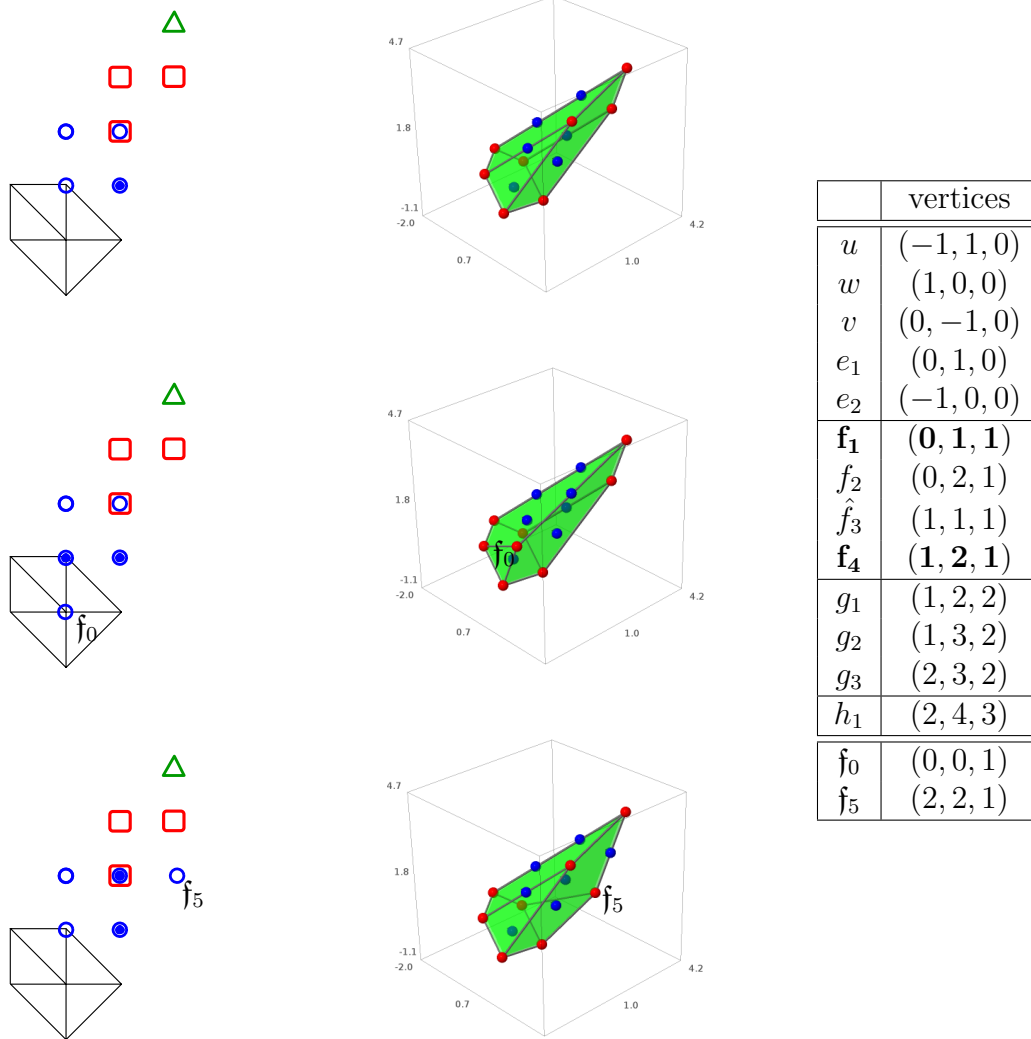 4.7
1.8
-1.1
-2.0
0.7
1.0
4.2
4.7
1.8
-1.1
-2.0
0.7
1.0
4.2
𝔣₀
𝔣₀
4.7
1.8
-1.1
-2.0
0.7
1.0
4.2
𝔣₅
𝔣₅
vertices
u (−1, 1, 0)
w (1, 0, 0)
v (0, −1, 0)
e₁ (0, 1, 0)
e₂ (−1, 0, 0)
f₁ (0, 1, 1)
f₂ (0, 2, 1)
f̂₃ (1, 1, 1)
f₄ (1, 2, 1)
g₁ (1, 2, 2)
g₂ (1, 3, 2)
g₃ (2, 3, 2)
h₁ (2, 4, 3)
𝔣₀ (0, 0, 1)
𝔣₅ (2, 2, 1)